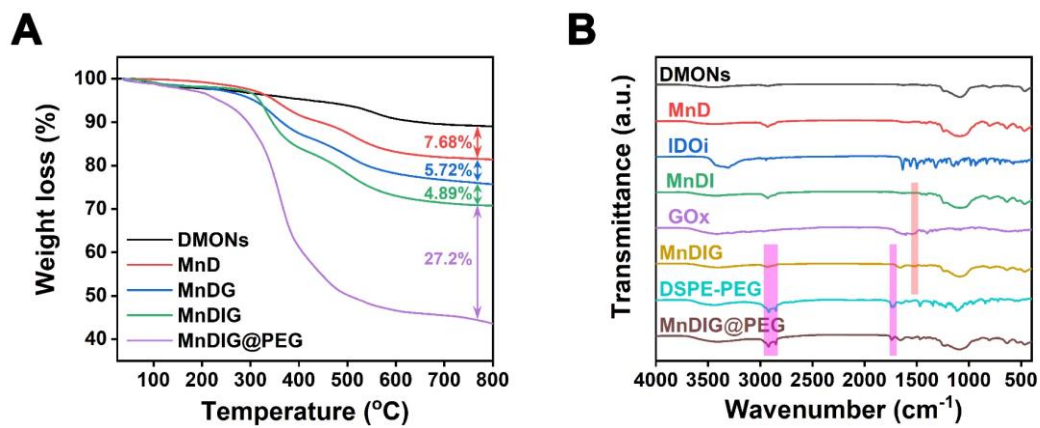 A
Weight loss (%)
100
90
80
70
60
50
40
7.68%
5.72%
4.89%
27.2%
DMONs
MnD
MnDG
MnDIG
MnDIG@PEG
100 200 300 400 500 600 700 800
Temperature (°C)
B
Transmittance (a.u.)
DMONs
MnD
IDOi
MnDI
GOx
MnDIG
DSPE-PEG
MnDIG@PEG
4000 3500 3000 2500 2000 1500 1000 500
Wavenumber (cm⁻¹)